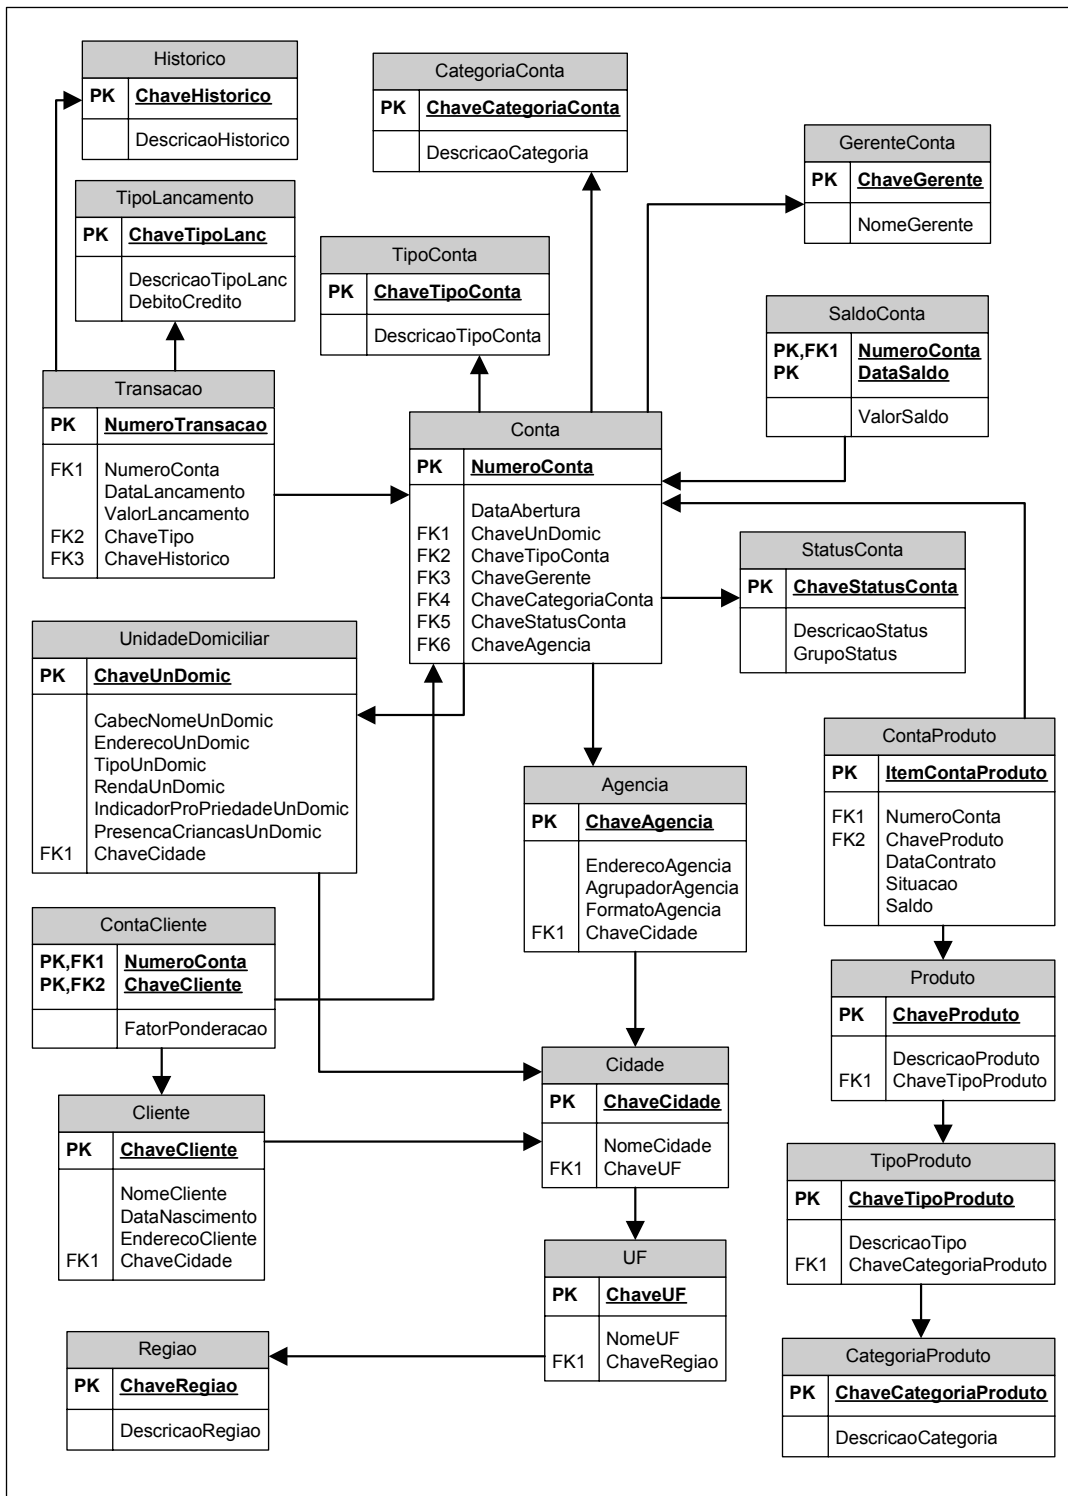 Historico
PK ChaveHistorico
DescricaoHistorico
CategoriaConta
PK ChaveCategoriaConta
DescricaoCategoria
GerenteConta
PK ChaveGerente
NomeGerente
TipoLancamento
PK ChaveTipoLanc
DescricaoTipoLanc
DebitoCredito
TipoConta
PK ChaveTipoConta
DescricaoTipoConta
SaldoConta
PK,FK1 NumeroConta
PK DataSaldo
ValorSaldo
Transacao
PK NumeroTransacao
FK1 NumeroConta
DataLancamento
ValorLancamento
FK2 ChaveTipo
FK3 ChaveHistorico
Conta
PK NumeroConta
DataAbertura
FK1 ChaveUnDomic
FK2 ChaveTipoConta
FK3 ChaveGerente
FK4 ChaveCategoriaConta
FK5 ChaveStatusConta
FK6 ChaveAgencia
StatusConta
PK ChaveStatusConta
DescricaoStatus
GrupoStatus
UnidadeDomiciliar
PK ChaveUnDomic
CabecNomeUnDomic
EnderecoUnDomic
TipoUnDomic
RendaUnDomic
IndicadorProPriedadeUnDomic
PresencaCriancasUnDomic
FK1 ChaveCidade
Agencia
PK ChaveAgencia
EnderecoAgencia
AgrupadorAgencia
FormatoAgencia
FK1 ChaveCidade
ContaProduto
PK ItemContaProduto
FK1 NumeroConta
FK2 ChaveProduto
DataContrato
Situacao
Saldo
ContaCliente
PK,FK1 NumeroConta
PK,FK2 ChaveCliente
FatorPonderacao
Produto
PK ChaveProduto
DescricaoProduto
FK1 ChaveTipoProduto
Cliente
PK ChaveCliente
NomeCliente
DataNascimento
EnderecoCliente
FK1 ChaveCidade
Cidade
PK ChaveCidade
NomeCidade
FK1 ChaveUF
TipoProduto
PK ChaveTipoProduto
DescricaoTipo
FK1 ChaveCategoriaProduto
UF
PK ChaveUF
NomeUF
FK1 ChaveRegiao
Regiao
PK ChaveRegiao
DescricaoRegiao
CategoriaProduto
PK ChaveCategoriaProduto
DescricaoCategoria